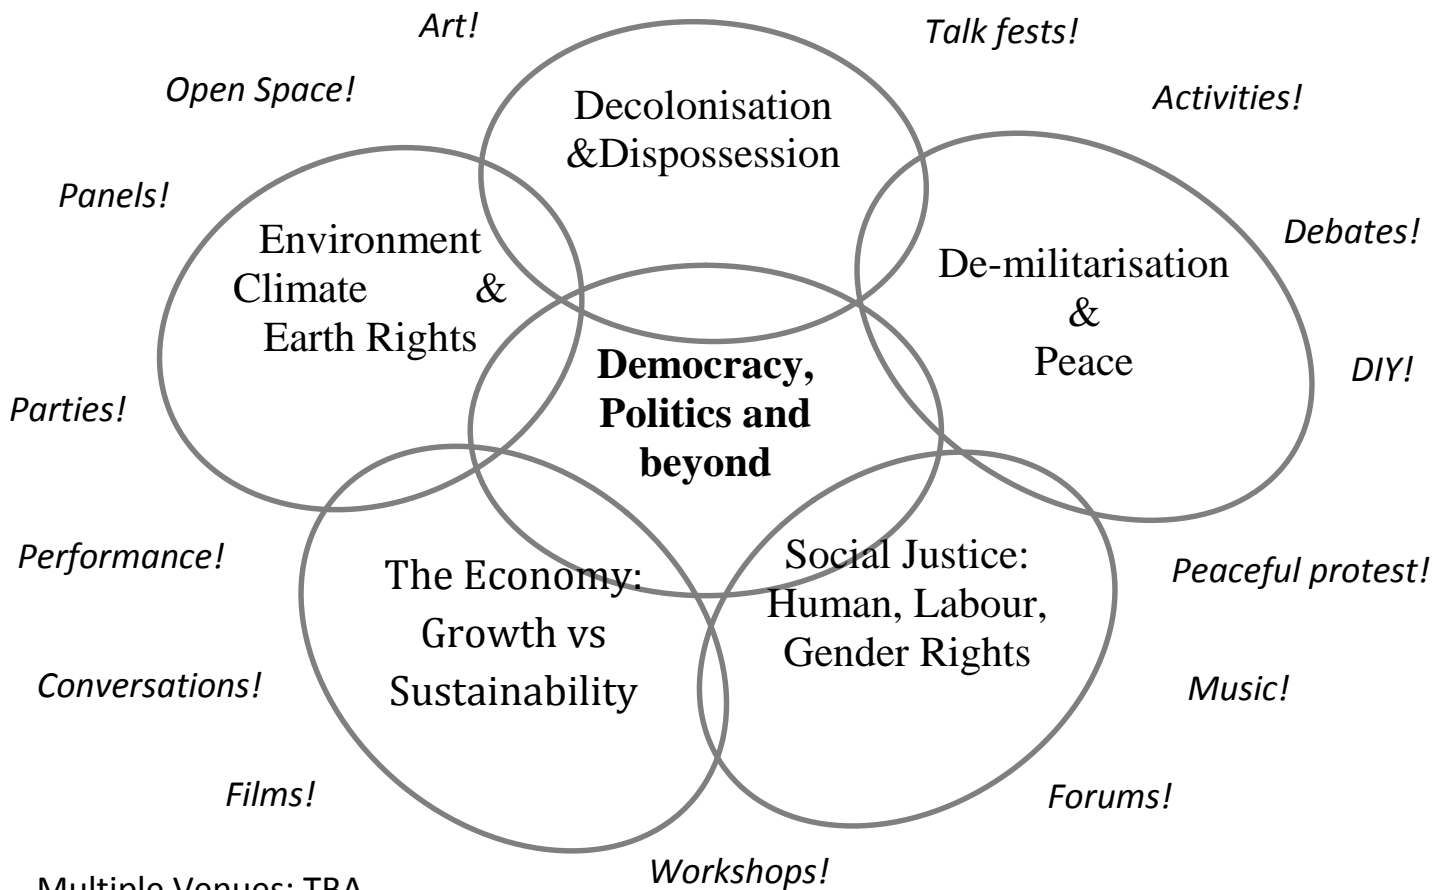 Art!
Talk fests!
Open Space!
Activities!
Decolonisation
&Dispossession
Panels!
Debates!
Environment
Climate &
Earth Rights
De-militarisation
&
Peace
Democracy,
Politics and
beyond
DIY!
Parties!
Performance!
The Economy:
Growth vs
Sustainability
Social Justice:
Human, Labour,
Gender Rights
Peaceful protest!
Conversations!
Music!
Films!
Forums!
Workshops!
Multiple Venues: TBA